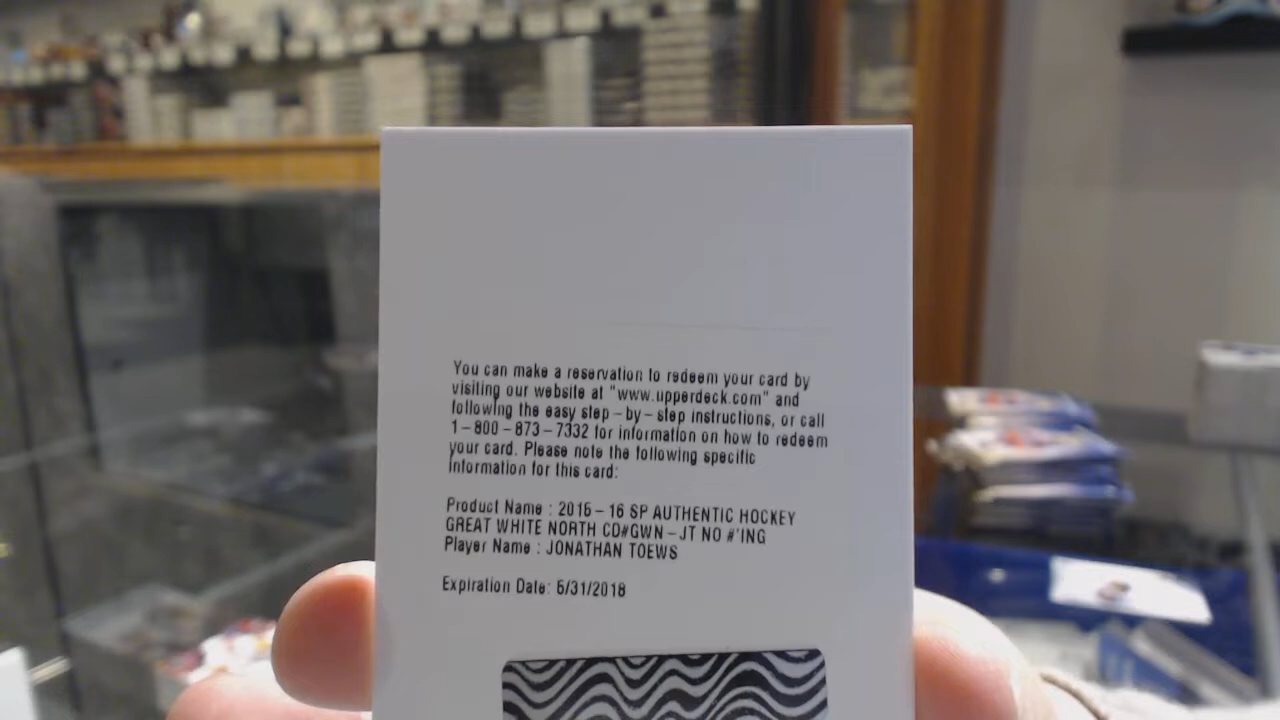 You can make a reservation to redeem your card by
visiting our website at "www.upperdeck.com" and
following the easy step – by – step instructions, or call
1 – 800 – 873 – 7332 for information on how to redeem
your card. Please note the following specific
information for this card:
Product Name : 2015 – 16 SP AUTHENTIC HOCKEY
GREAT WHITE NORTH CD#GWN – JT NO #'ING
Player Name : JONATHAN TOEWS
Expiration Date: 5/31/2018